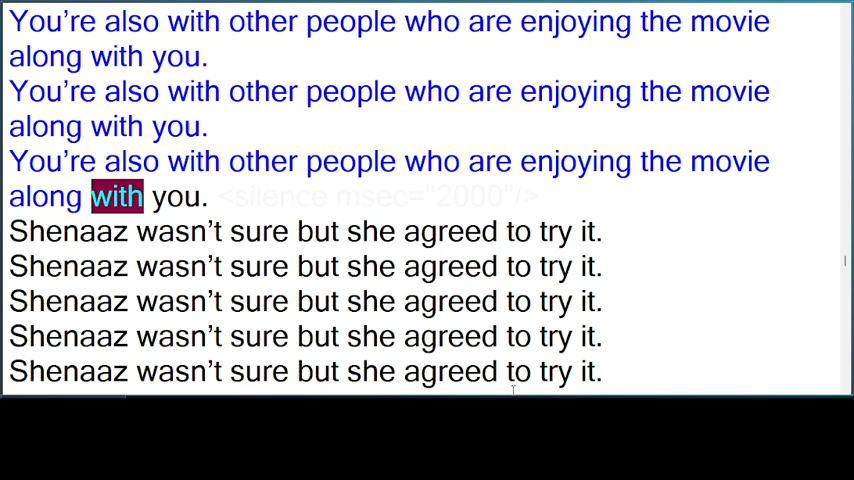 You’re also with other people who are enjoying the movie
along with you.
You’re also with other people who are enjoying the movie
along with you.
You’re also with other people who are enjoying the movie
along with you. <silence msec="2000"/>
Shenaaz wasn’t sure but she agreed to try it.
Shenaaz wasn’t sure but she agreed to try it.
Shenaaz wasn’t sure but she agreed to try it.
Shenaaz wasn’t sure but she agreed to try it.
Shenaaz wasn’t sure but she agreed to try it.